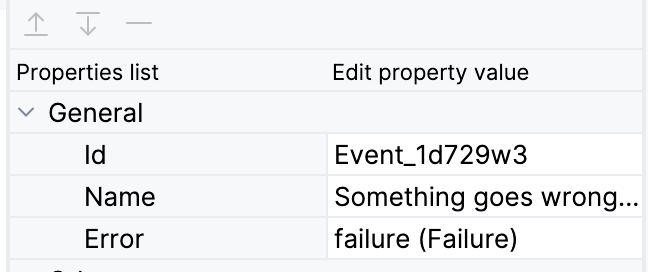 Properties list Edit property value
General
Id Event_1d729w3
Name Something goes wrong...
Error failure (Failure)